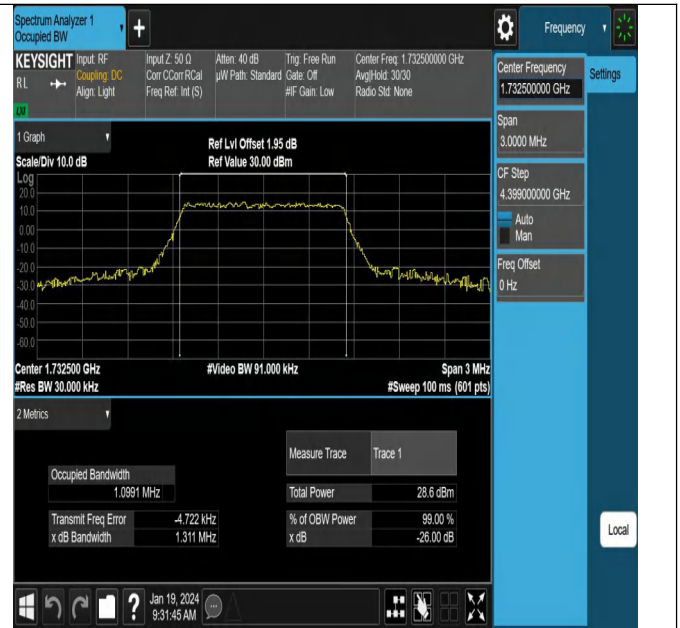 Spectrum Analyzer 1
Occupied BW
+
Frequency
KEYSIGHT
RL
Input: RF
Coupling: DC
Align: Light
Input Z: 50 Ω
Corr CCorr RCal
Freq Ref: Int (S)
Atten: 40 dB
µW Path: Standard
Trig: Free Run
Gate: Off
#IF Gain: Low
Center Freq: 1.732500000 GHz
Avg|Hold: 30/30
Radio Std: None
1 Graph
Scale/Div 10.0 dB
Ref Lvl Offset 1.95 dB
Ref Value 30.00 dBm
Log
20.0
10.0
0.00
-10.0
-20.0
-30.0
-40.0
-50.0
-60.0
Center 1.732500 GHz
#Res BW 30.000 kHz
#Video BW 91.000 kHz
Span 3 MHz
#Sweep 100 ms (601 pts)
2 Metrics
Measure Trace Trace 1
Occupied Bandwidth
1.0991 MHz
Total Power 28.6 dBm
Transmit Freq Error -4.722 kHz
% of OBW Power 99.00 %
x dB Bandwidth 1.311 MHz
x dB -26.00 dB
Center Frequency
1.732500000 GHz
Settings
Span
3.0000 MHz
CF Step
4.399000000 GHz
Auto
Man
Freq Offset
0 Hz
Local
?
Jan 19, 2024
9:31:45 AM